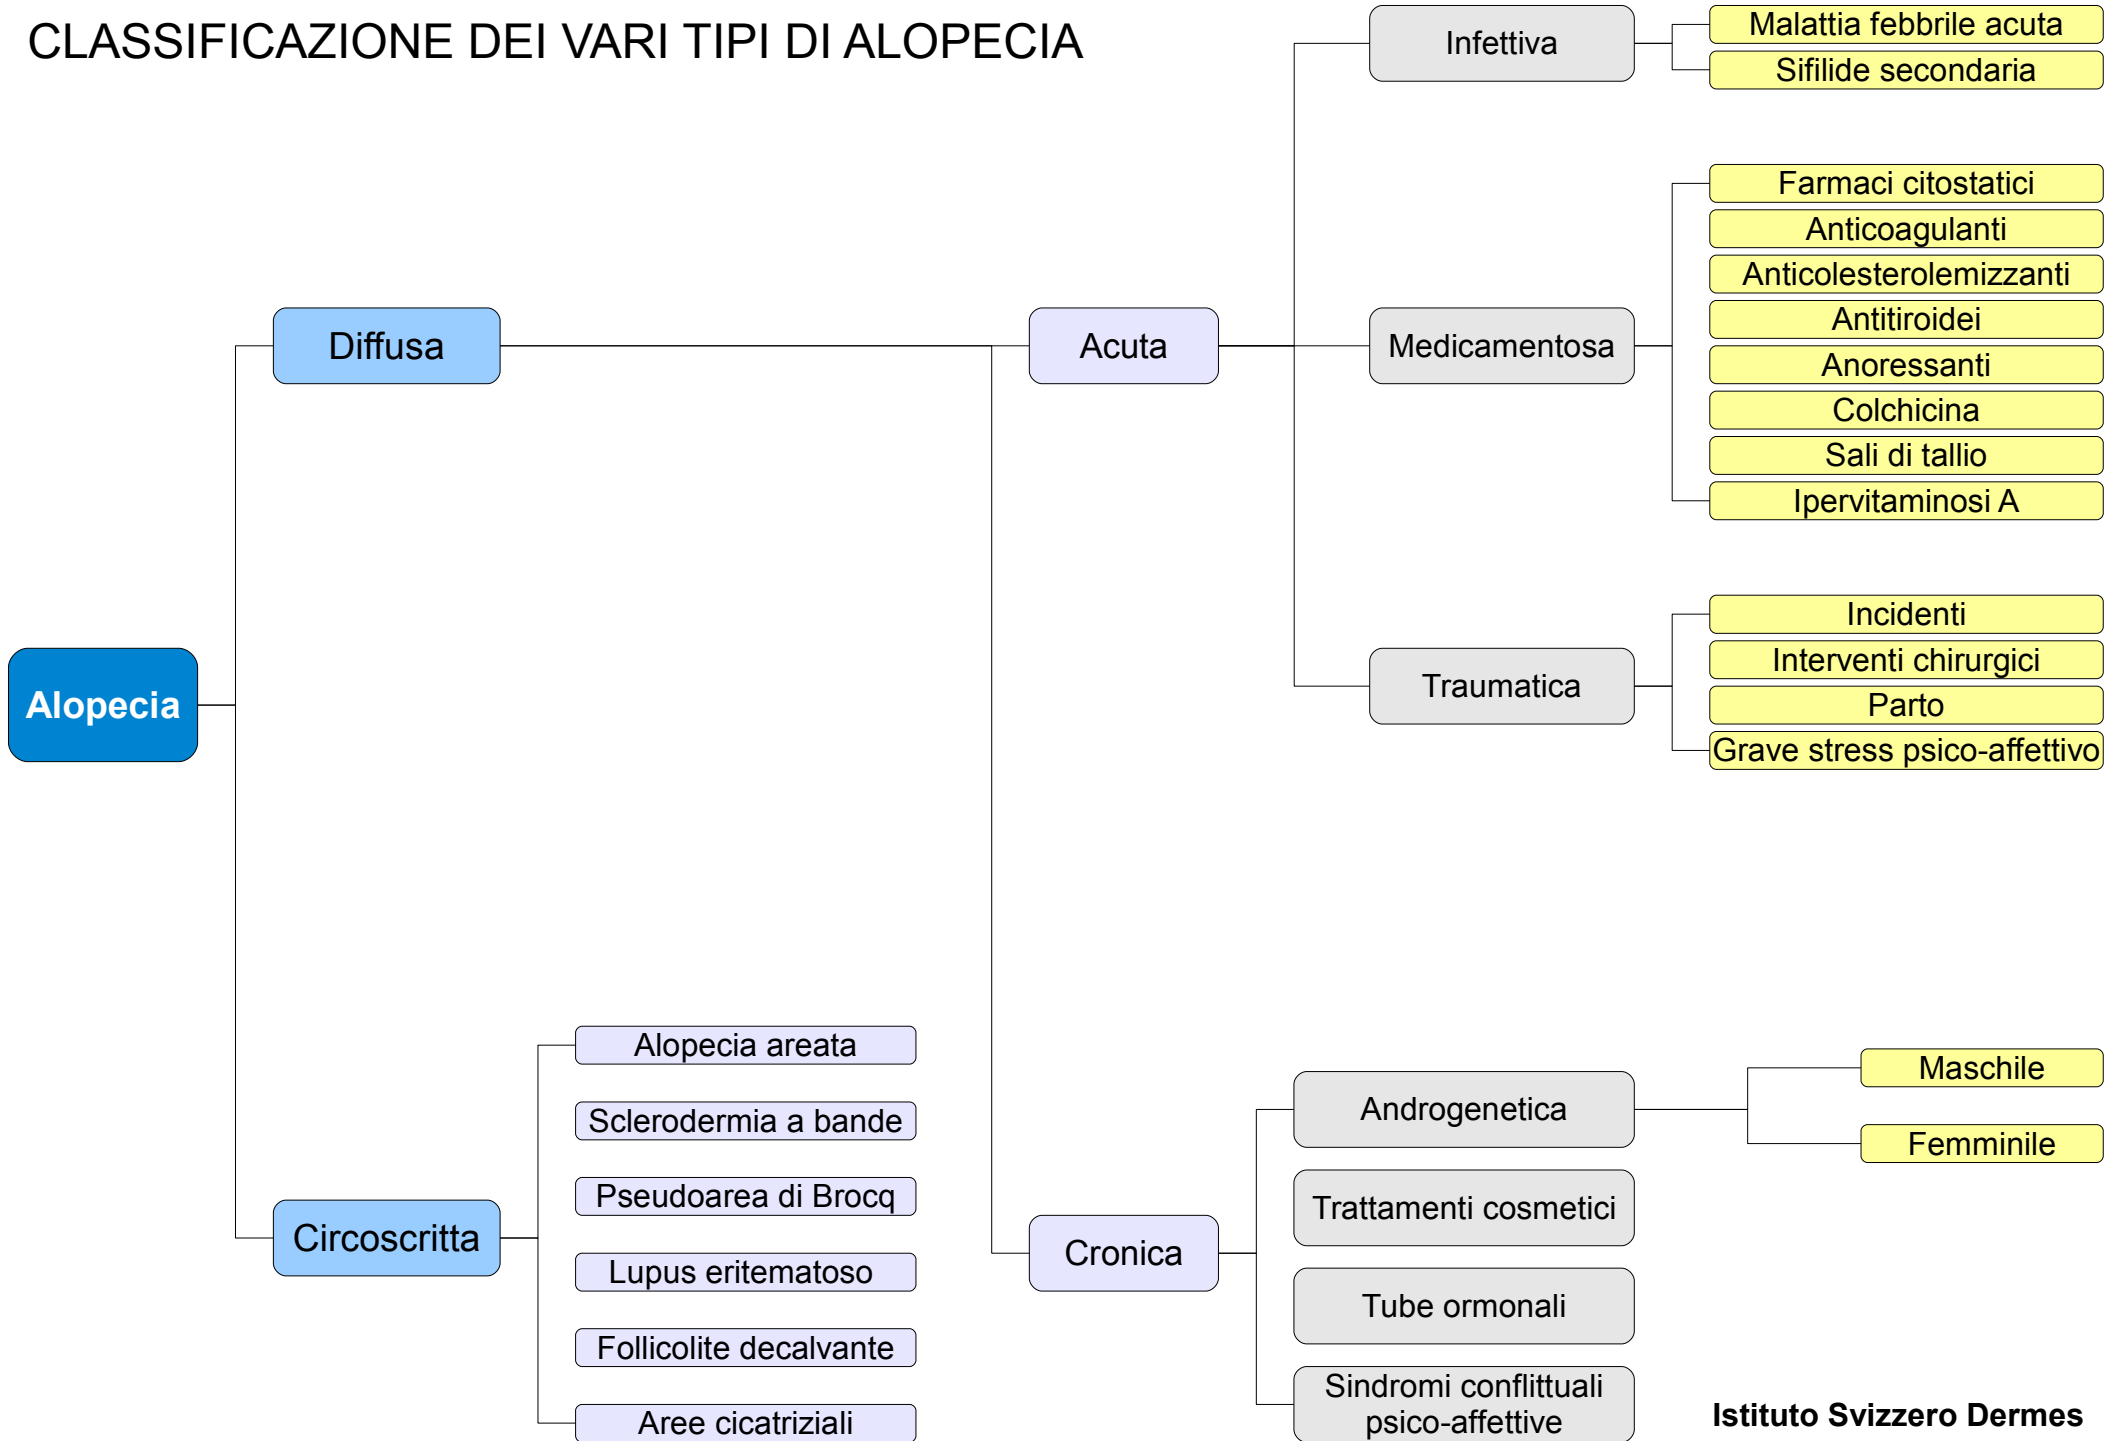 CLASSIFICAZIONE DEI VARI TIPI DI ALOPECIA
Alopecia
Diffusa
Acuta
Infettiva
Malattia febbrile acuta
Sifilide secondaria
Medicamentosa
Farmaci citostatici
Anticoagulanti
Anticolesterolemizzanti
Antitiroidei
Anoressanti
Colchicina
Sali di tallio
Ipervitaminosi A
Traumatica
Incidenti
Interventi chirurgici
Parto
Grave stress psico-affettivo
Cronica
Androgenetica
Maschile
Femminile
Trattamenti cosmetici
Tube ormonali
Sindromi conflittuali
psico-affettive
Circoscritta
Alopecia areata
Sclerodermia a bande
Pseudoarea di Brocq
Lupus eritematoso
Follicolite decalvante
Aree cicatriziali
Istituto Svizzero Dermes